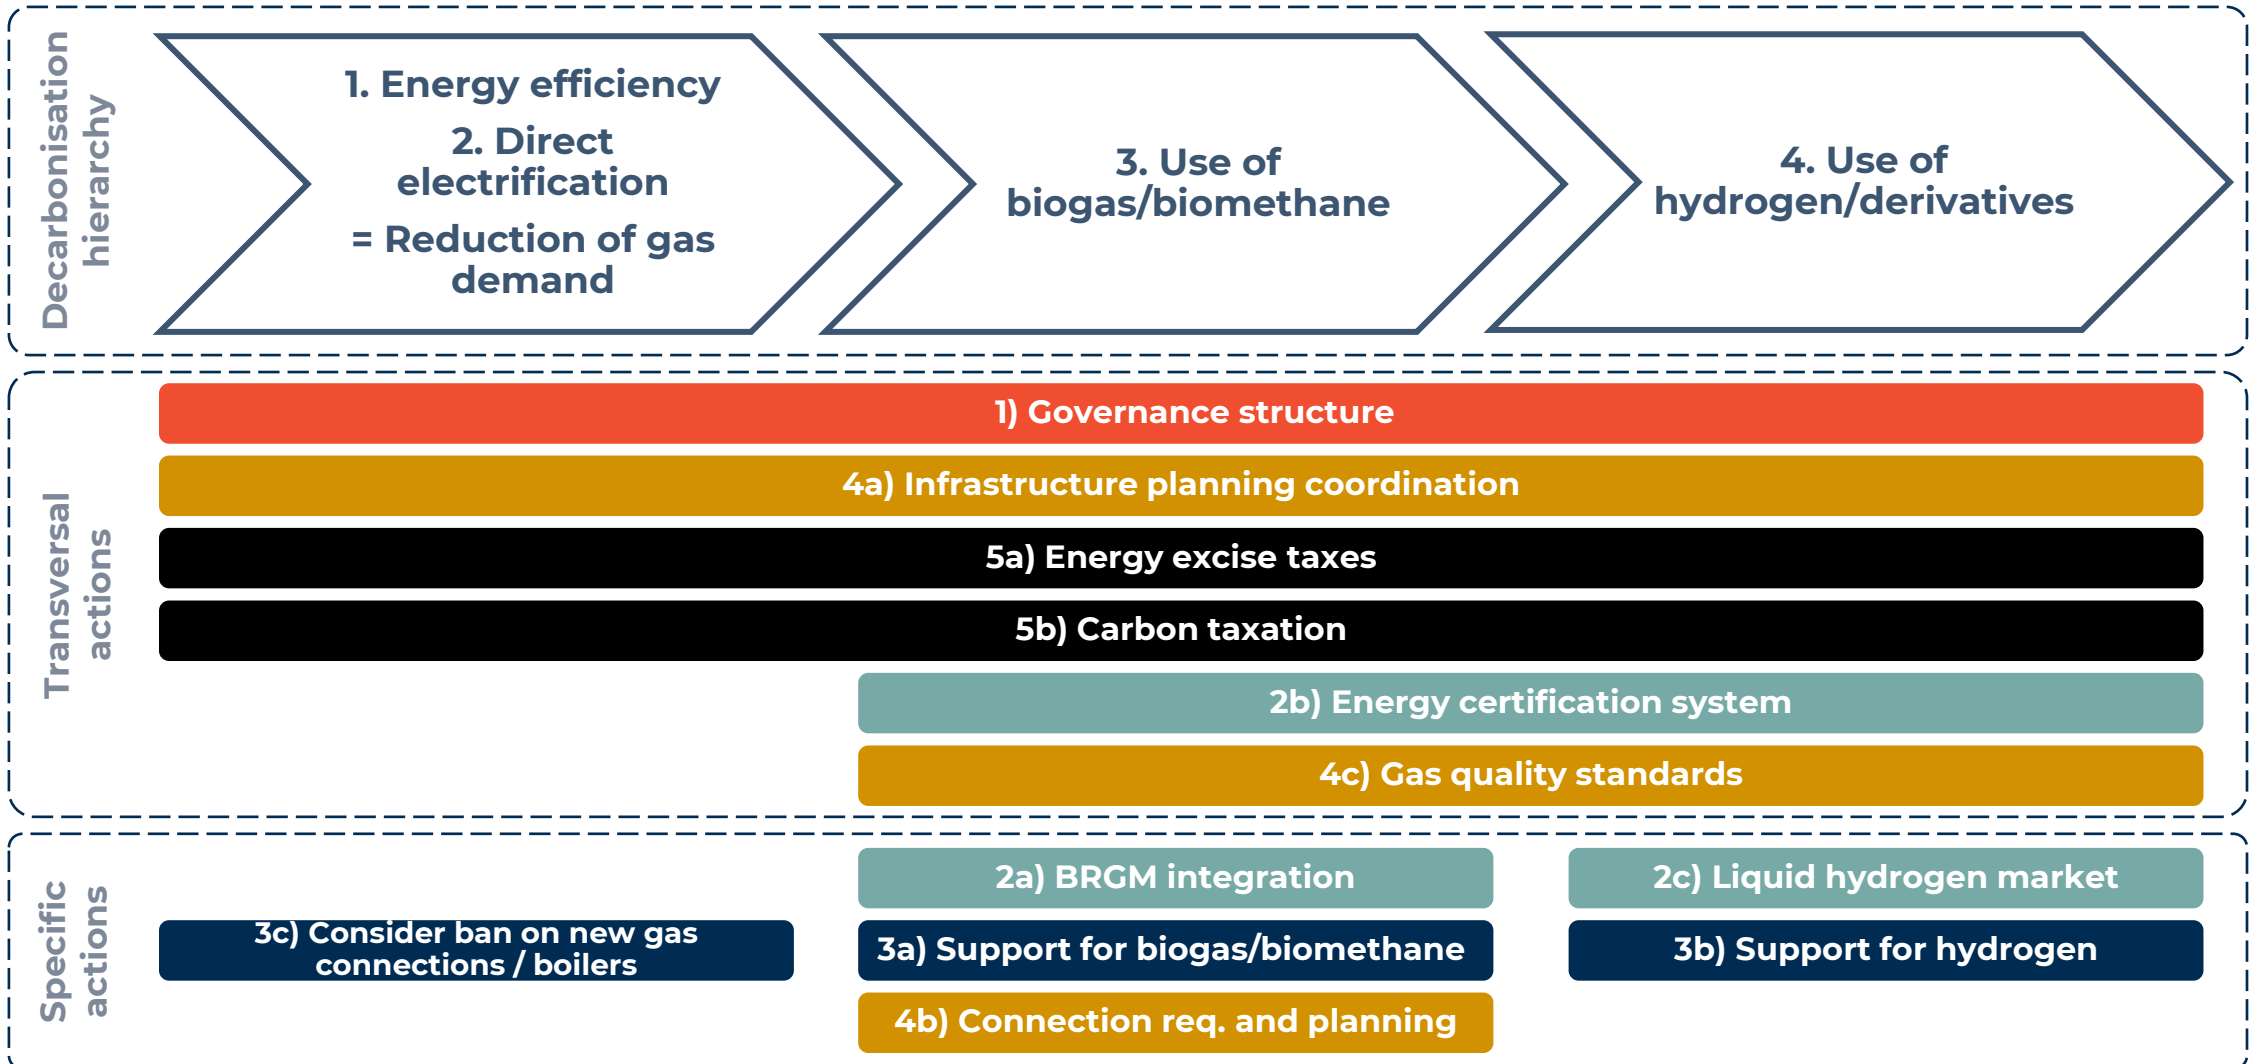 Decarbonisation
hierarchy
1. Energy efficiency
2. Direct
electrification
= Reduction of gas
demand
3. Use of
biogas/biomethane
4. Use of
hydrogen/derivatives
Transversal
actions
1) Governance structure
4a) Infrastructure planning coordination
5a) Energy excise taxes
5b) Carbon taxation
2b) Energy certification system
4c) Gas quality standards
Specific
actions
2a) BRGM integration
2c) Liquid hydrogen market
3c) Consider ban on new gas
connections / boilers
3a) Support for biogas/biomethane
3b) Support for hydrogen
4b) Connection req. and planning